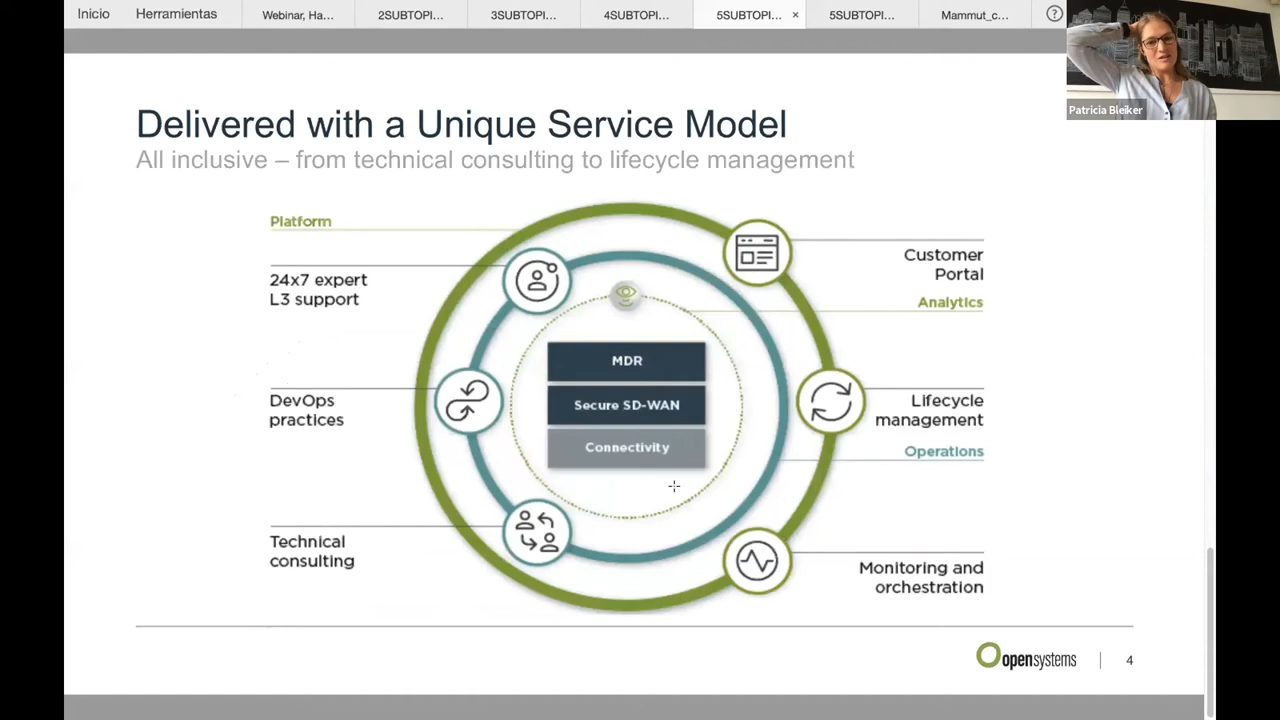 Inicio
Herramientas
Webinar, Ha...
2SUBTOPI...
3SUBTOPI...
4SUBTOPI...
5SUBTOPI... ×
5SUBTOPI...
Mammut_c...
?
Patricia Bleiker
Delivered with a Unique Service Model
All inclusive – from technical consulting to lifecycle management
Platform
24x7 expert
L3 support
DevOps
practices
Technical
consulting
MDR
Secure SD-WAN
Connectivity
Customer
Portal
Analytics
Lifecycle
management
Operations
Monitoring and
orchestration
open systems
4